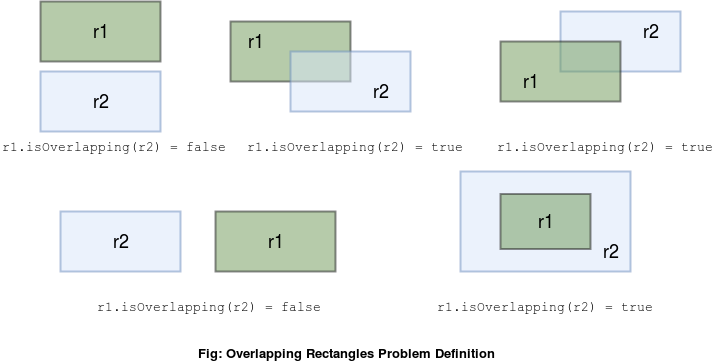 r1
r2
r1.isOverlapping(r2) = false
r1
r2
r1.isOverlapping(r2) = true
r2
r1
r1.isOverlapping(r2) = true
r2
r1
r1.isOverlapping(r2) = false
r1
r2
r1.isOverlapping(r2) = true
Fig: Overlapping Rectangles Problem Definition